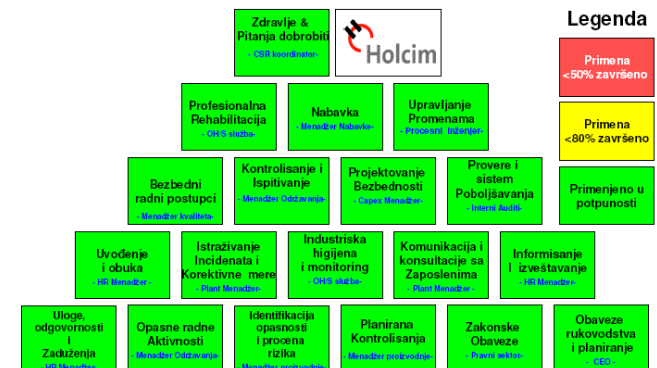 Zdravlje &
Pitanja dobrobiti
- CSR koordinator-
Holcim
Legenda
Primena
<50% završeno
Primena
<80% završeno
Primenjeno u
potpunosti
Profesionalna
Rehabilitacija
- OH/S služba-
Nabavka
- Menadžer Nabavke-
Upravljanje
Promenama
- Procesni Inženjer-
Bezbedni
radni postupci
- Menadžer kvaliteta-
Kontrolisanje i
Ispitivanje
- Menadžer Održavanja-
Projektovanje
Bezbednosti
- Capex Menadžer-
Provere i
sistem
Poboljšavanja
- Interni Auditi-
Uvođenje
i obuka
- HR Menadžer -
Istraživanje
Incidenata i
Korektivne mere
- Plant Menadžer-
Industriska
higijena
i monitoring
- OH/S služba-
Komunikacija i
konsultacije sa
Zaposlenima
- Plant Menadžer -
Informisanje
I izveštavanje
- HR Menadžer-
Uloge,
odgovornosti
i
Zaduženja
- HR Menadžer-
Opasne radne
Aktivnosti
- Menadžer Održavanja-
Identifikacija
opasnosti
i procena
rizika
- Menadžer proizvodnje-
Planirana
Kontrolisanja
- Menadžer proizvodnje-
Zakonske
Obaveze
- Pravni sektor-
Obaveze
rukovodstva
i planiranje
- CEO -